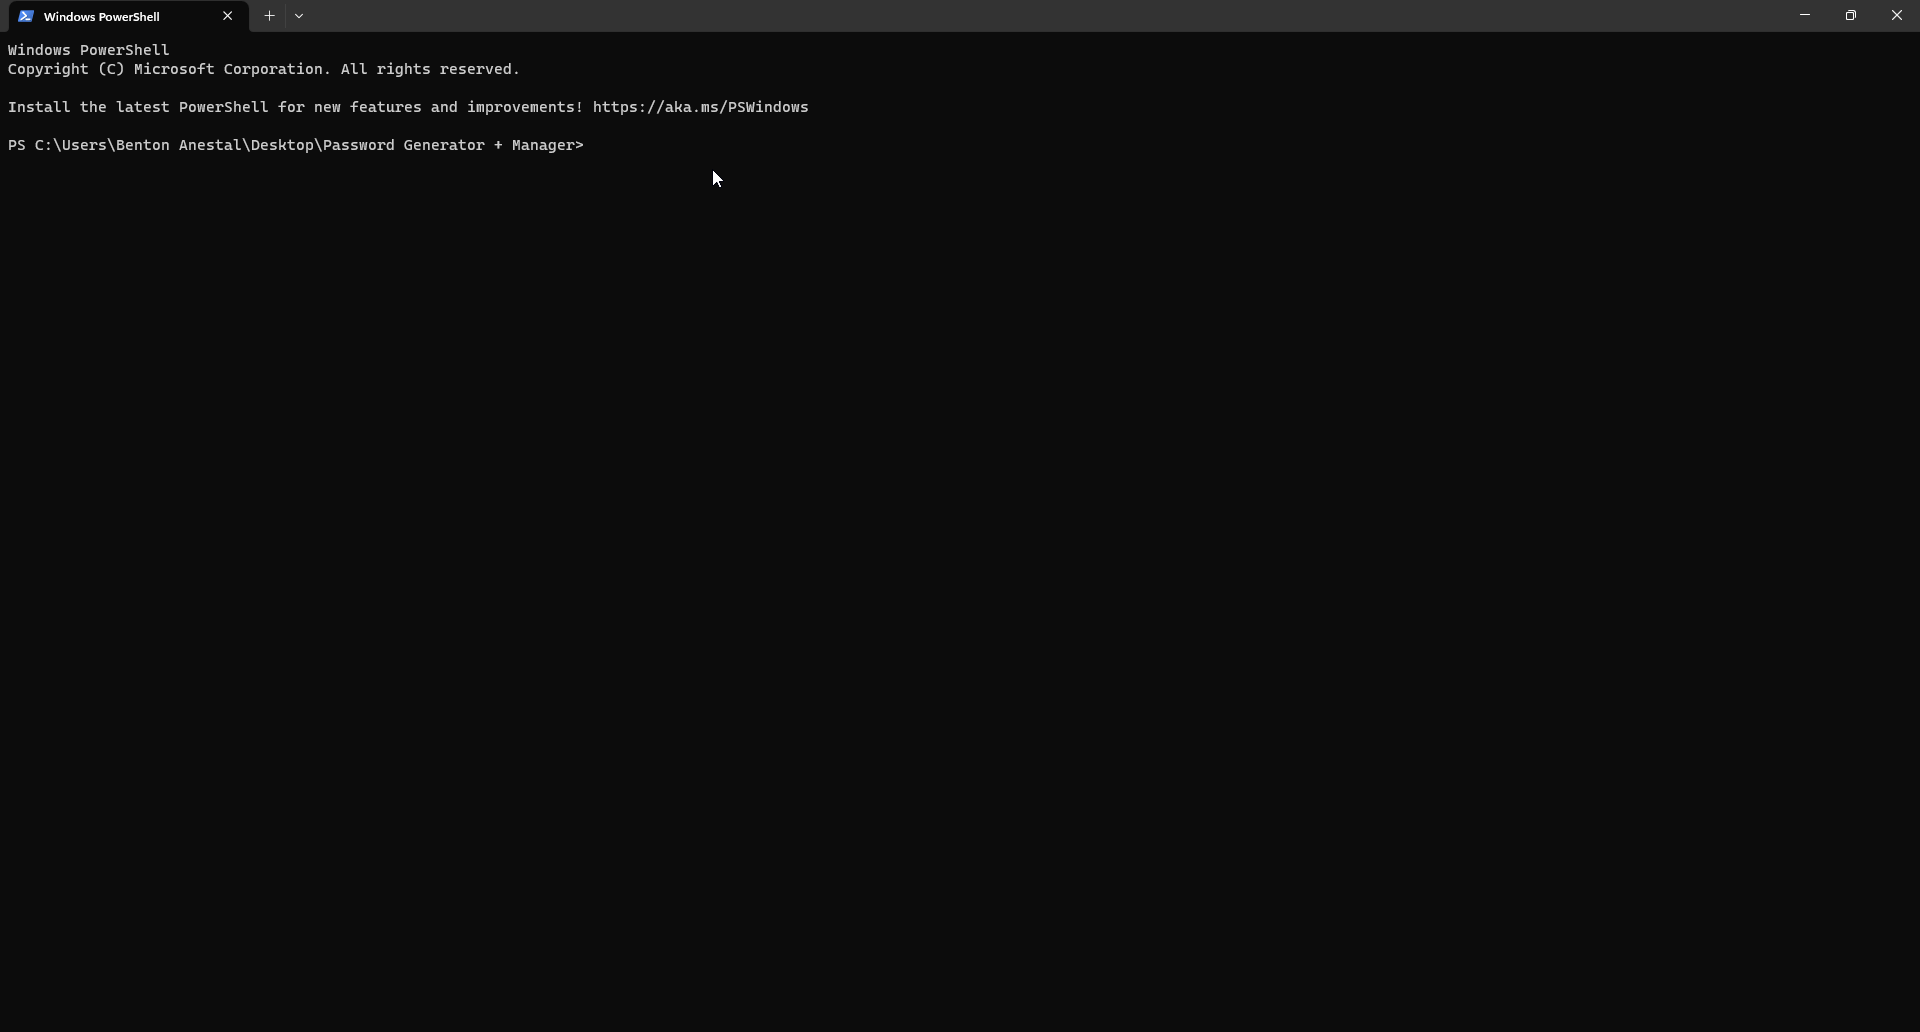 Windows PowerShell
Windows PowerShell
Copyright (C) Microsoft Corporation. All rights reserved.
Install the latest PowerShell for new features and improvements! https://aka.ms/PSWindows
PS C:\Users\Benton Anestal\Desktop\Password Generator + Manager>